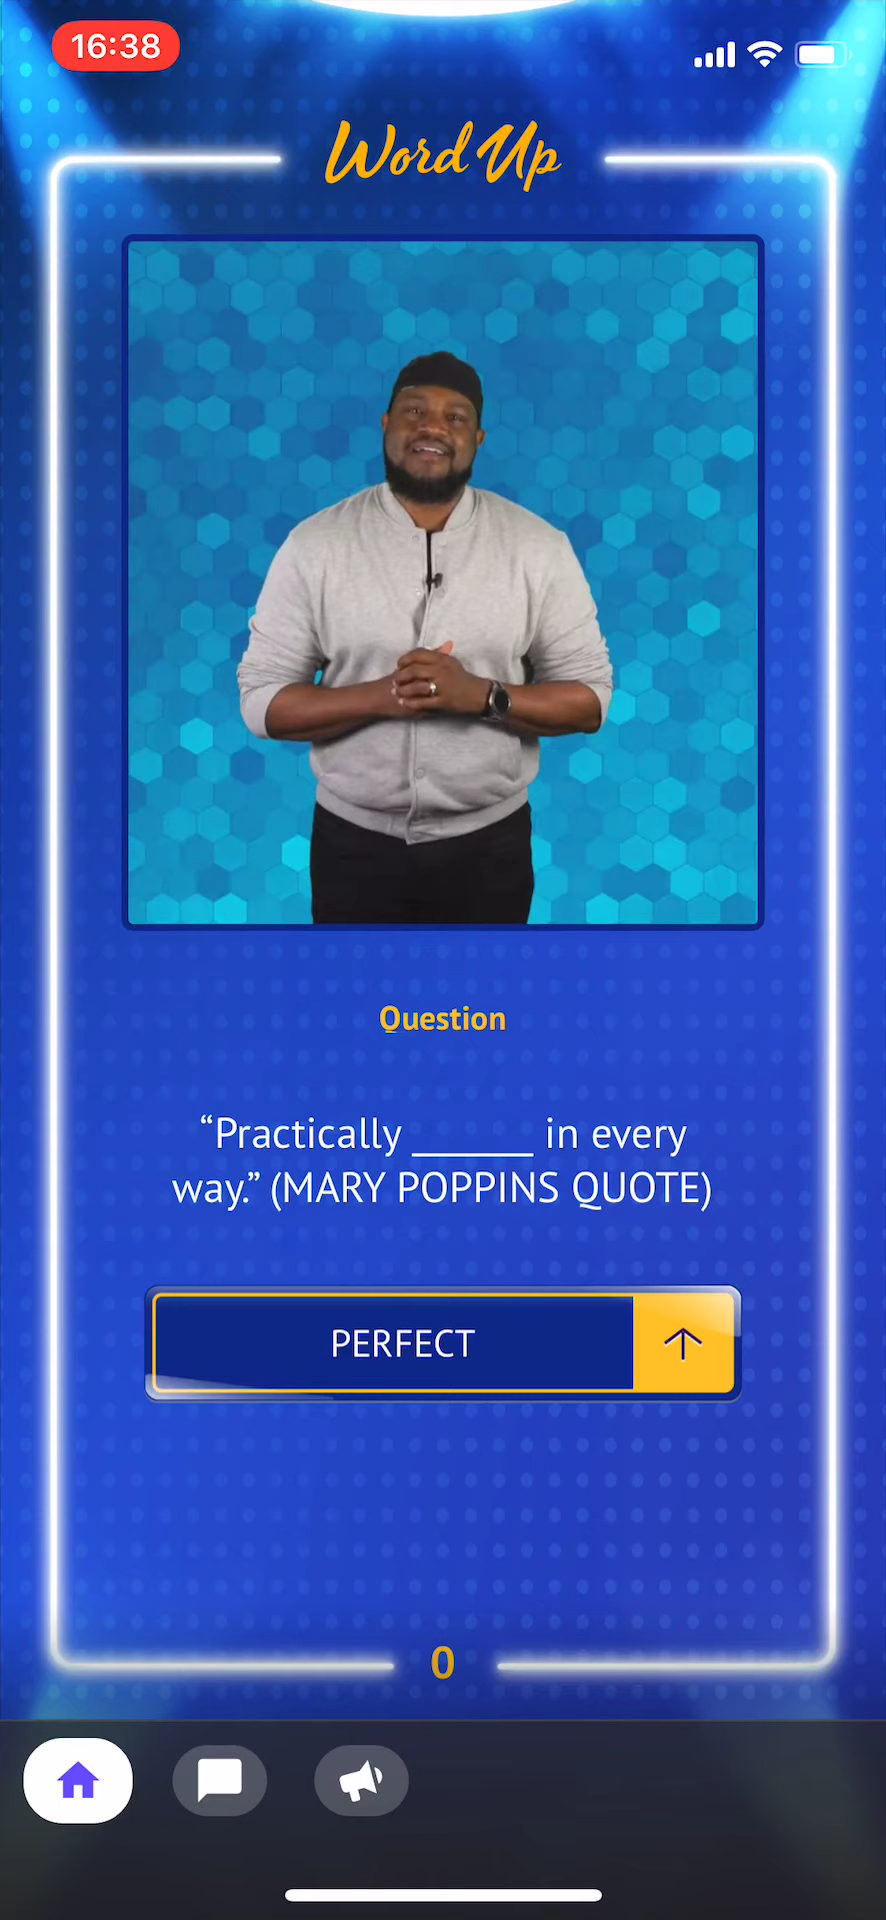 16:38
Word Up
Question
“Practically ______ in every
way.” (MARY POPPINS QUOTE)
PERFECT
0